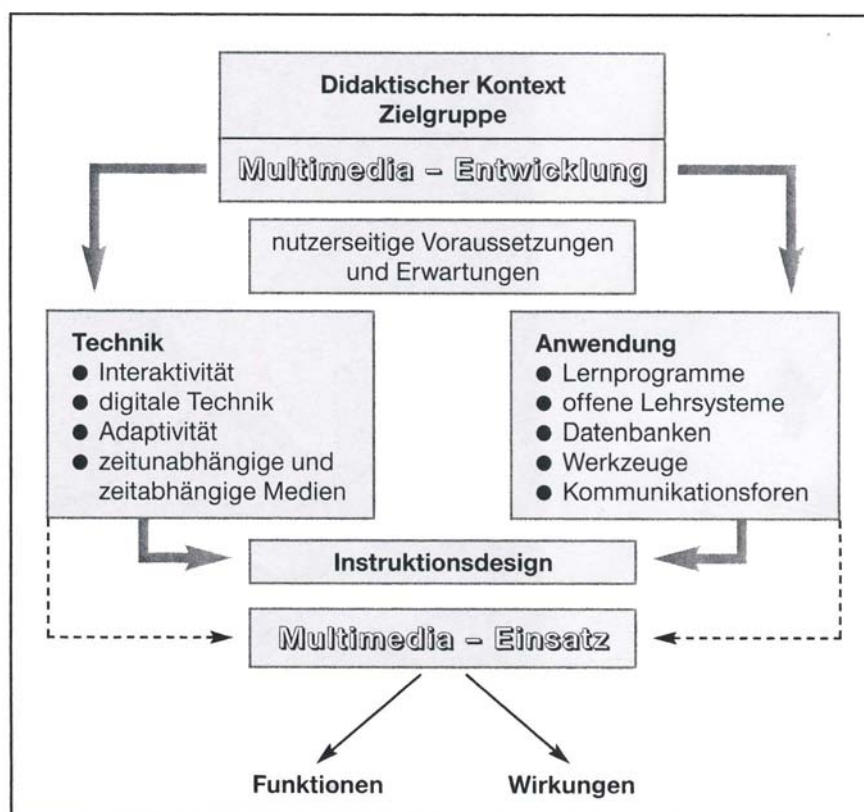 Didaktischer Kontext
Zielgruppe
Multimedia – Entwicklung
nutzerseitige Voraussetzungen
und Erwartungen
Technik
● Interaktivität
● digitale Technik
● Adaptivität
● zeitunabhängige und
zeitabhängige Medien
Anwendung
● Lernprogramme
● offene Lehrsysteme
● Datenbanken
● Werkzeuge
● Kommunikationsforen
Instruktionsdesign
Multimedia – Einsatz
Funktionen
Wirkungen